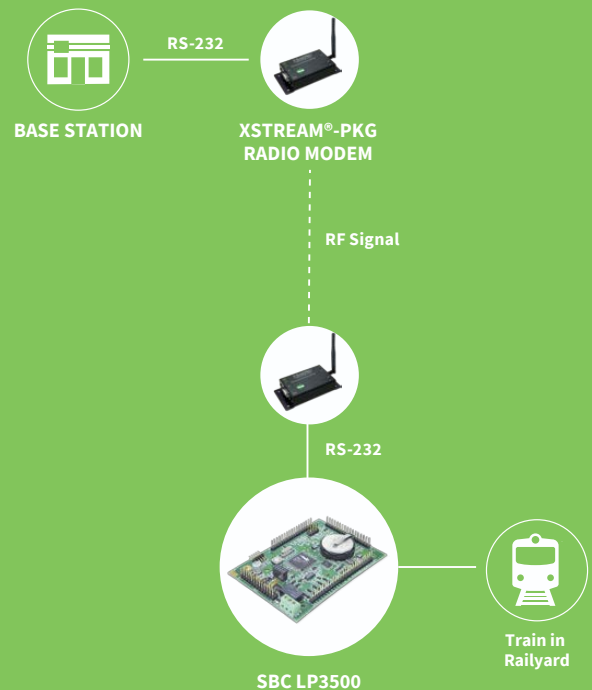 RS-232
BASE STATION
XSTREAM®-PKG
RADIO MODEM
RF Signal
RS-232
SBC LP3500
Train in
Railyard